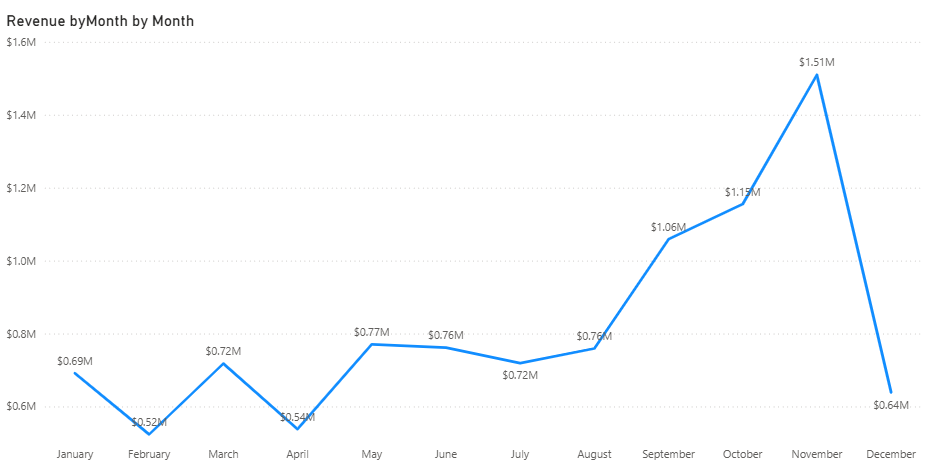 Revenue byMonth by Month
$1.6M
$1.4M
$1.2M
$1.0M
$0.8M
$0.6M
$0.69M
$0.52M
$0.72M
$0.54M
$0.77M
$0.76M
$0.72M
$0.76M
$1.06M
$1.15M
$1.51M
$0.64M
January February March April May June July August September October November December